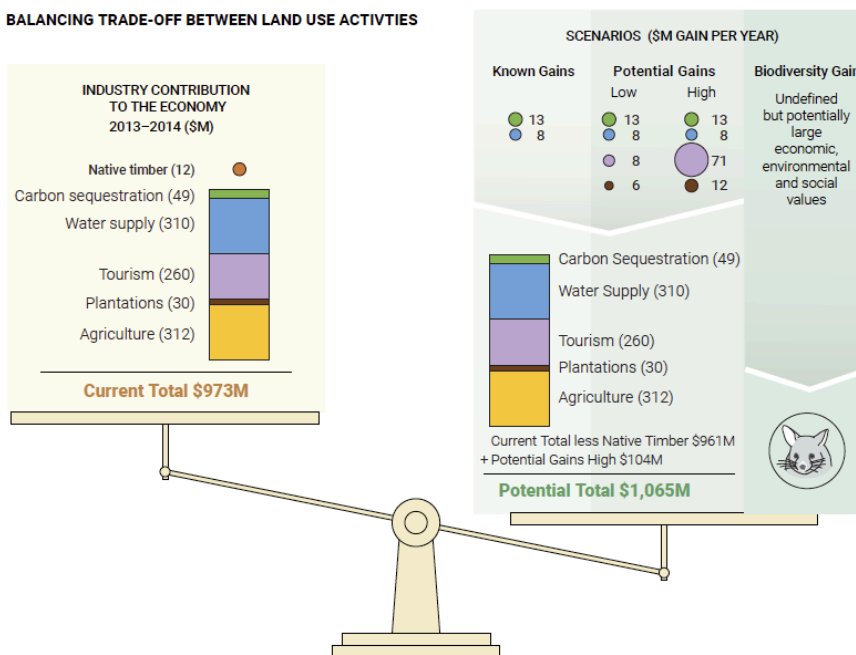 BALANCING TRADE-OFF BETWEEN LAND USE ACTIVTIES
INDUSTRY CONTRIBUTION
TO THE ECONOMY
2013–2014 ($M)
Native timber (12)
Carbon sequestration (49)
Water supply (310)
Tourism (260)
Plantations (30)
Agriculture (312)
Current Total $973M
SCENARIOS ($M GAIN PER YEAR)
Known Gains
13
8
Potential Gains
Low
13
8
8
6
High
13
8
71
12
Biodiversity Gain
Undefined
but potentially
large
economic,
environmental
and social
values
Carbon Sequestration (49)
Water Supply (310)
Tourism (260)
Plantations (30)
Agriculture (312)
Current Total less Native Timber $961M
+ Potential Gains High $104M
Potential Total $1,065M